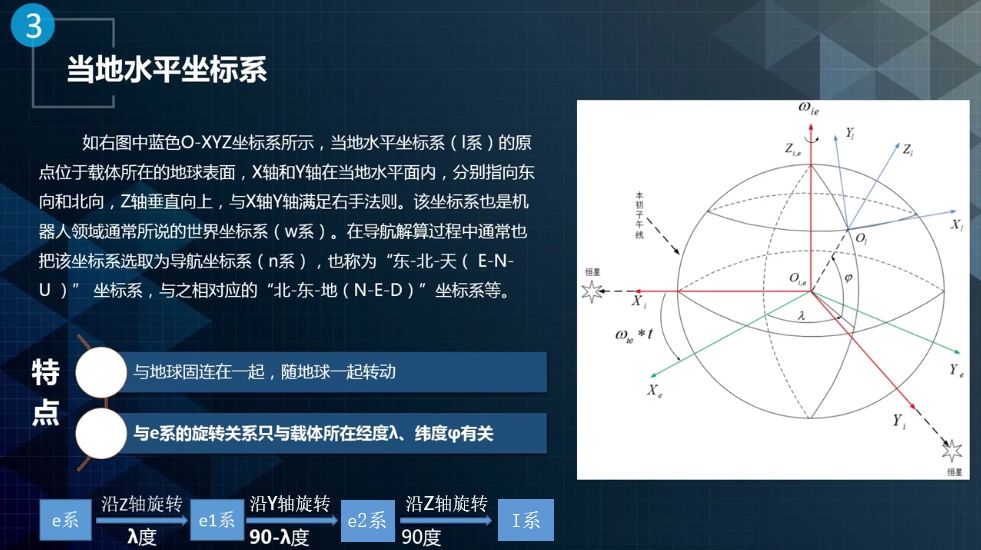 3
当地水平坐标系
如右图中蓝色O-XYZ坐标系所示，当地水平坐标系（l系）的原
点位于载体所在的地球表面，X轴和Y轴在当地水平面内，分别指向东
向和北向，Z轴垂直向上，与X轴Y轴满足右手法则。该坐标系也是机
器人领域通常所说的世界坐标系（w系）。在导航解算过程中通常也
把该坐标系选取为导航坐标系（n系），也称为“东-北-天（ E-N-
U ）” 坐标系，与之相对应的“北-东-地（N-E-D）”坐标系等。
特
点
与地球固连在一起，随地球一起转动
与e系的旋转关系只与载体所在经度λ、纬度φ有关
e系
沿Z轴旋转
λ度
e1系
沿Y轴旋转
90-λ度
e2系
沿Z轴旋转
90度
I系
ω_ie
Z_i,e
Y_l
Z_l
本初子午线
X_l
O_l
恒星
O_i,e
φ
X_i
λ
ω_ie * t
X_e
Y_e
Y_i
恒星